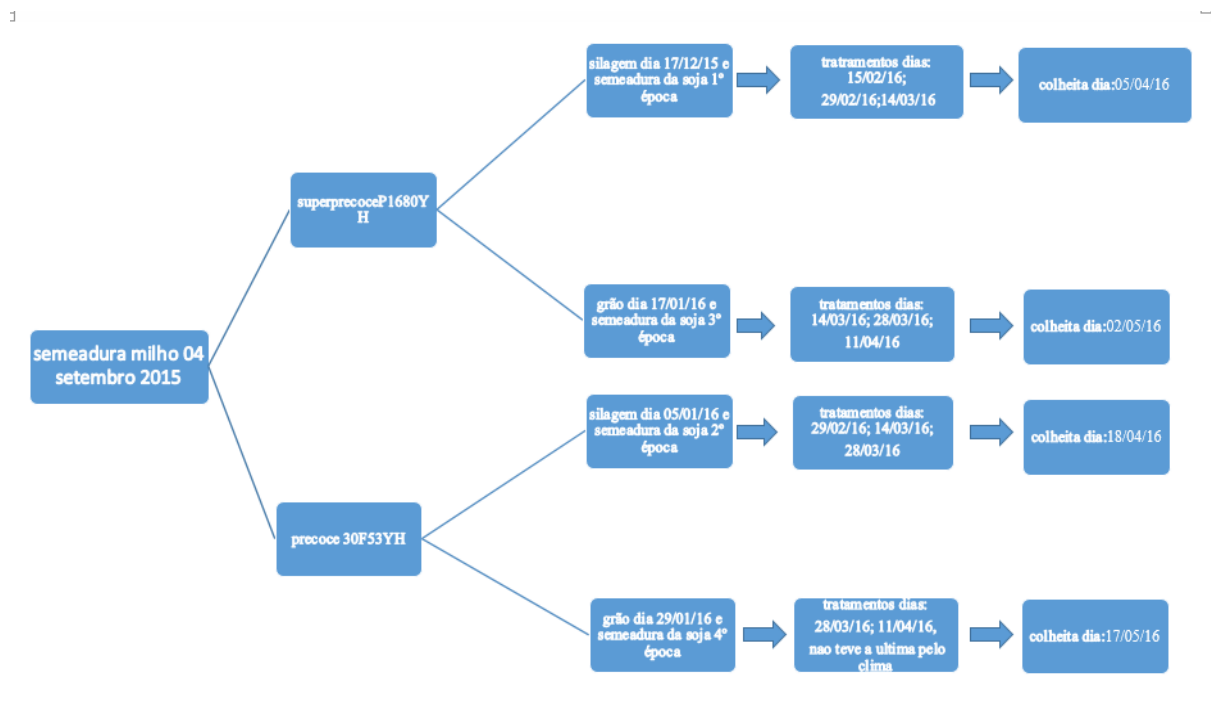 semeadura milho 04
setembro 2015
superprecoceP1680Y
H
precoce 30F53YH
silagem dia 17/12/15 e
semeadura da soja 1º
época
tratramentos dias:
15/02/16;
29/02/16;14/03/16
colheita dia:05/04/16
grão dia 17/01/16 e
semeadura da soja 3º
época
tratamentos dias:
14/03/16; 28/03/16;
11/04/16
colheita dia:02/05/16
silagem dia 05/01/16 e
semeadura da soja 2º
época
tratamentos dias:
29/02/16; 14/03/16;
28/03/16
colheita dia:18/04/16
grão dia 29/01/16 e
semeadura da soja 4º
época
tratamentos dias:
28/03/16; 11/04/16,
nao teve a ultima pelo
clima
colheita dia:17/05/16